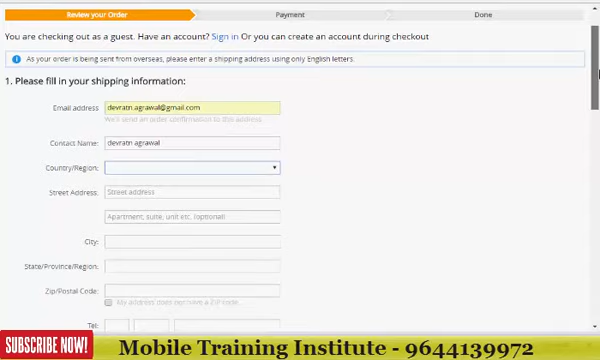 Review your Order Payment Done
You are checking out as a guest. Have an account? Sign in Or you can create an account during checkout
As your order is being sent from overseas, please enter a shipping address using only English letters.
1. Please fill in your shipping information:
Email address devratn.agrawal@gmail.com
We'll send an order confirmation to this address.
Contact Name devratn agrawal
Country/Region:
Street Address: Street address
Apartment, suite, unit etc. (optional)
City:
State/Province/Region:
Zip/Postal Code:
My address does not have a ZIP code.
Tel:
SUBSCRIBE NOW! Mobile Training Institute - 9644139972